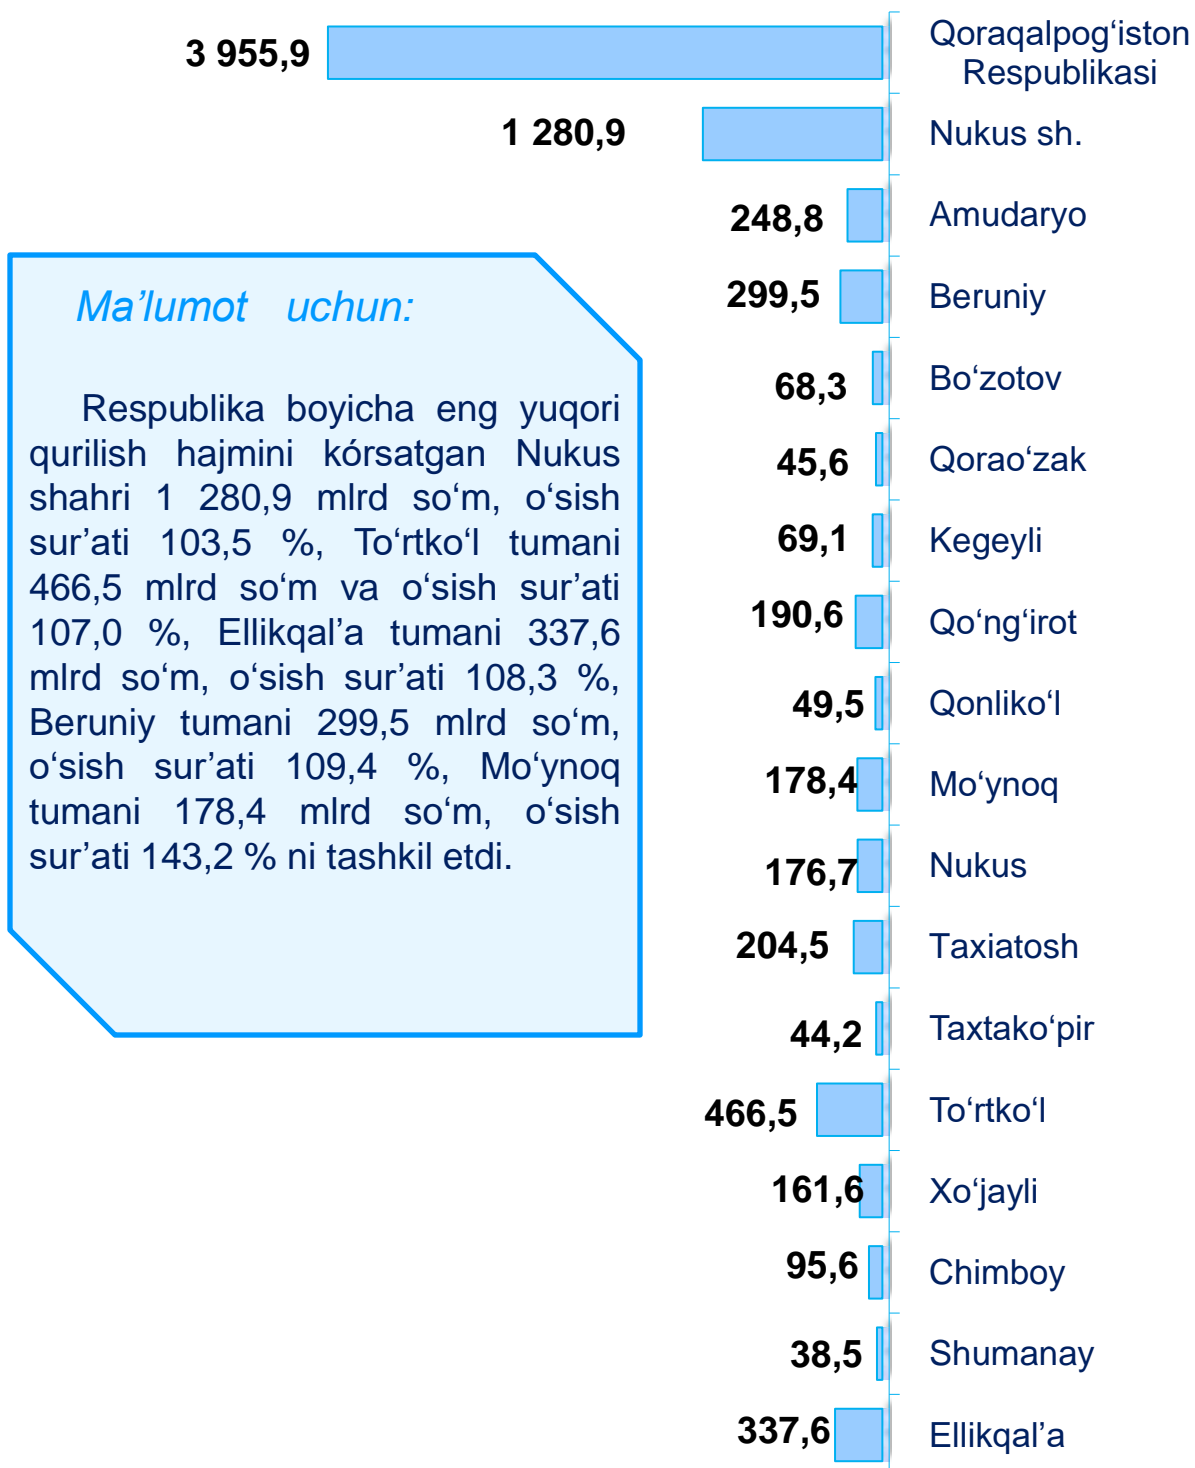 3 955,9 Qoraqalpog‘iston
Respublikasi
1 280,9 Nukus sh.
248,8 Amudaryo
299,5 Beruniy
68,3 Bo‘zotov
45,6 Qorao‘zak
69,1 Kegeyli
190,6 Qo‘ng‘irot
49,5 Qonliko‘l
178,4 Mo‘ynoq
176,7 Nukus
204,5 Taxiatosh
44,2 Taxtako‘pir
466,5 To‘rtko‘l
161,6 Xo‘jayli
95,6 Chimboy
38,5 Shumanay
337,6 Ellikqal’a
Ma’lumot uchun:
Respublika boyicha eng yuqori
qurilish hajmini kórsatgan Nukus
shahri 1 280,9 mlrd so‘m, o‘sish
sur’ati 103,5 %, To‘rtko‘l tumani
466,5 mlrd so‘m va o‘sish sur’ati
107,0 %, Ellikqal’a tumani 337,6
mlrd so‘m, o‘sish sur’ati 108,3 %,
Beruniy tumani 299,5 mlrd so‘m,
o‘sish sur’ati 109,4 %, Mo‘ynoq
tumani 178,4 mlrd so‘m, o‘sish
sur’ati 143,2 % ni tashkil etdi.